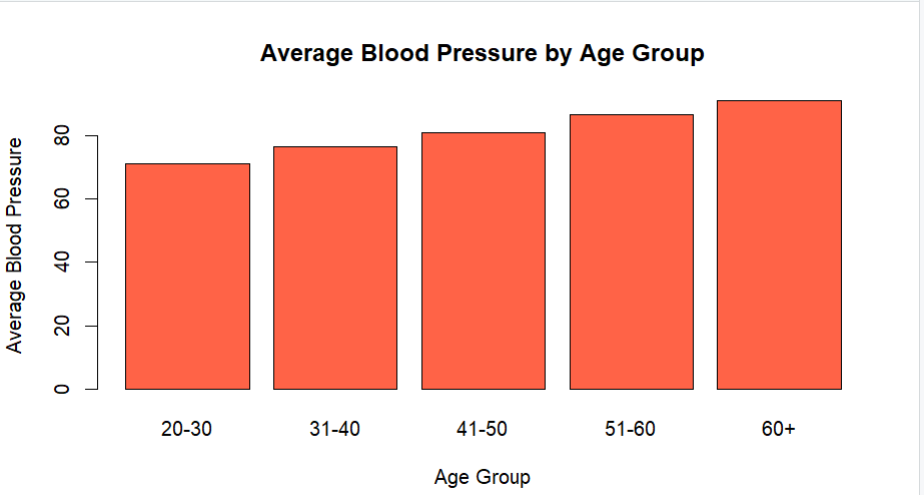 Average Blood Pressure by Age Group
Average Blood Pressure
80
60
40
20
0
20-30 31-40 41-50 51-60 60+
Age Group